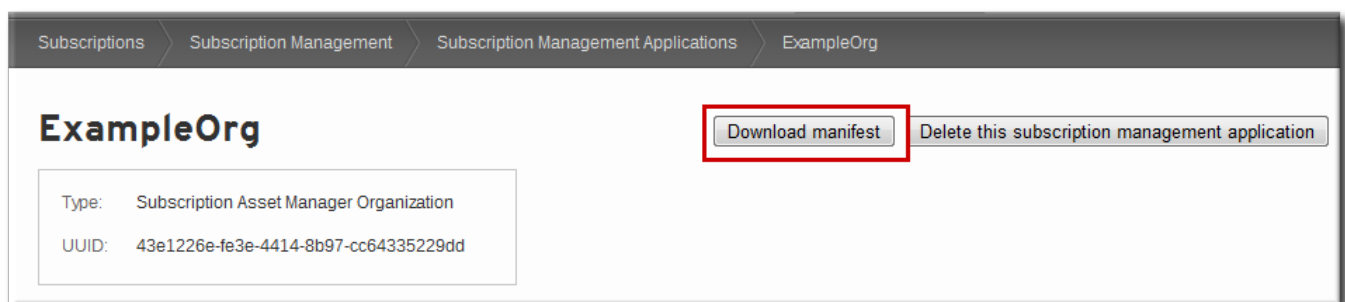 Subscriptions Subscription Management Subscription Management Applications ExampleOrg
ExampleOrg Download manifest Delete this subscription management application
Type: Subscription Asset Manager Organization
UUID: 43e1226e-fe3e-4414-8b97-cc64335229dd